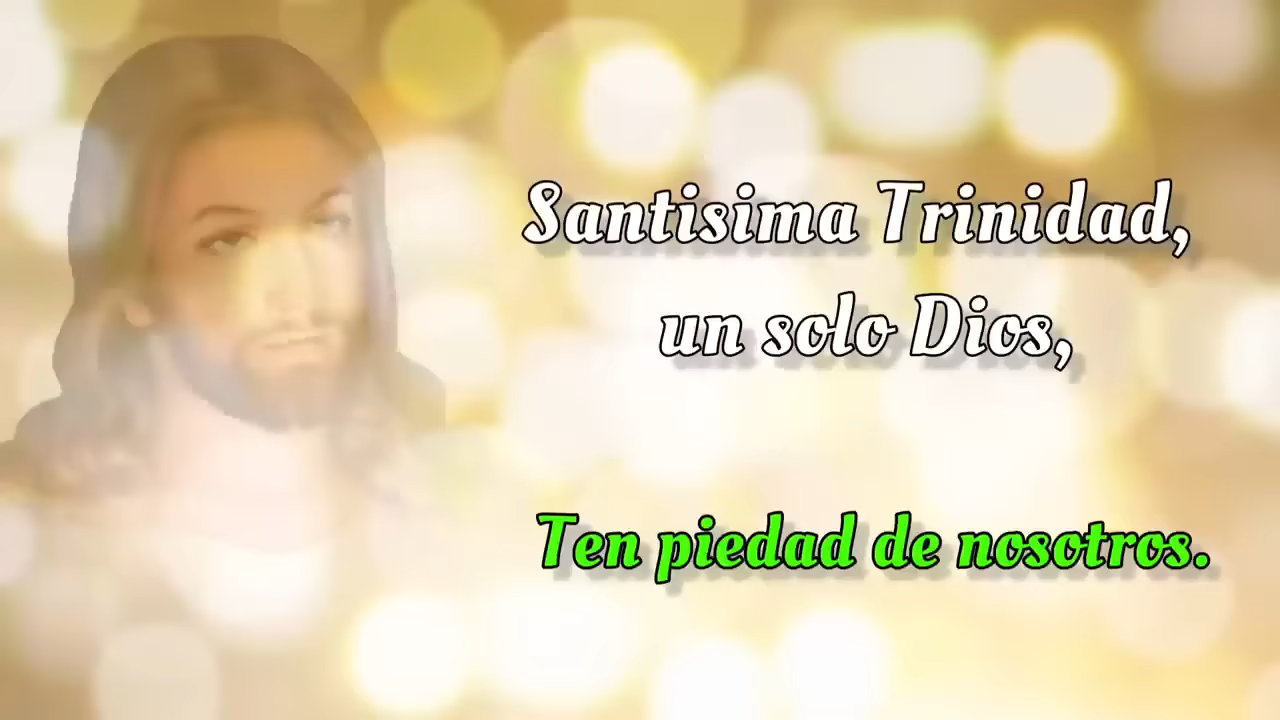 Santisima Trinidad,
un solo Dios,
Ten piedad de nosotros.